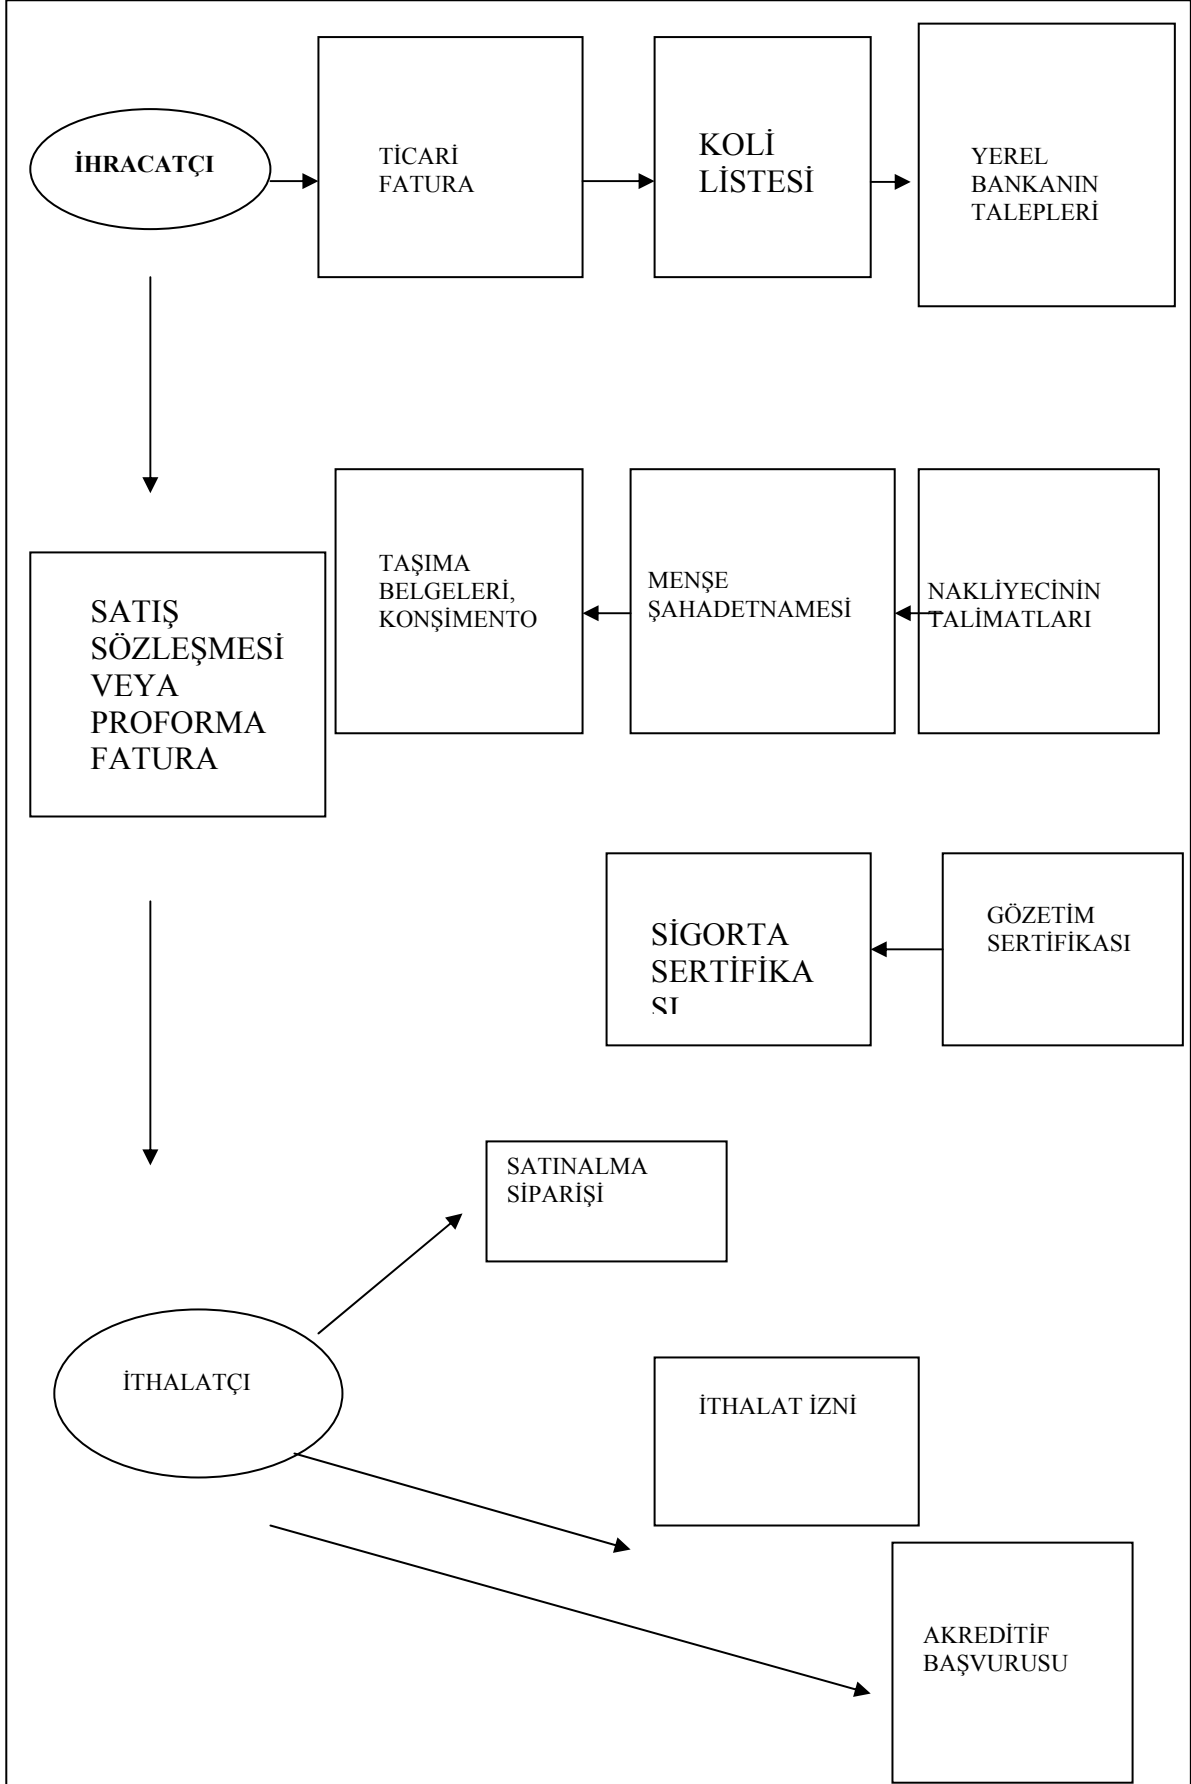 İHRACATÇI
TİCARİ
FATURA
KOLİ
LİSTESİ
YEREL
BANKANIN
TALEPLERİ
SATIŞ
SÖZLEŞMESİ
VEYA
PROFORMA
FATURA
TAŞIMA
BELGELERİ,
KONŞİMENTO
MENŞE
ŞAHADETNAMESİ
NAKLİYECİNİN
TALİMATLARI
SİGORTA
SERTİFİKA
SI
GÖZETİM
SERTİFİKASI
SATINALMA
SİPARİŞİ
İTHALATÇI
İTHALAT İZNİ
AKREDİTİF
BAŞVURUSU